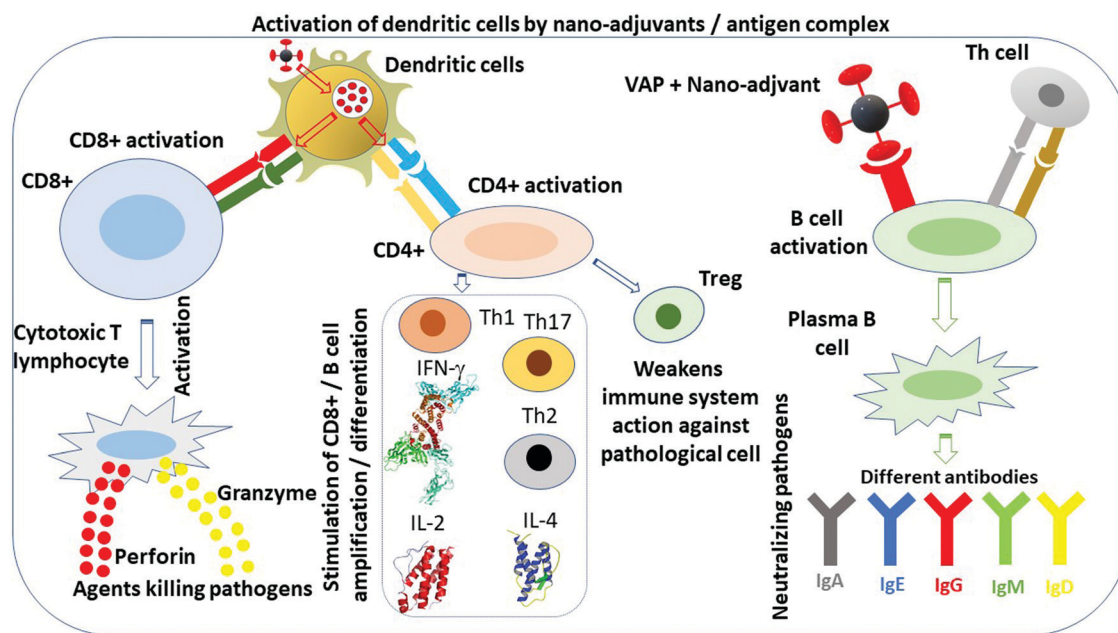 Activation of dendritic cells by nano-adjuvants / antigen complex
Dendritic cells
CD8+ activation
CD8+
CD4+ activation
CD4+
Cytotoxic T
lymphocyte
Activation
Granzyme
Perforin
Agents killing pathogens
Stimulation of CD8+ / B cell
amplification / differentiation
Th1
Th17
IFN-γ
Th2
IL-2
IL-4
Treg
Weakens
immune system
action against
pathological cell
VAP + Nano-adjvant
Th cell
B cell
activation
Plasma B
cell
Neutralizing pathogens
Different antibodies
IgA
IgE
IgG
IgM
IgD